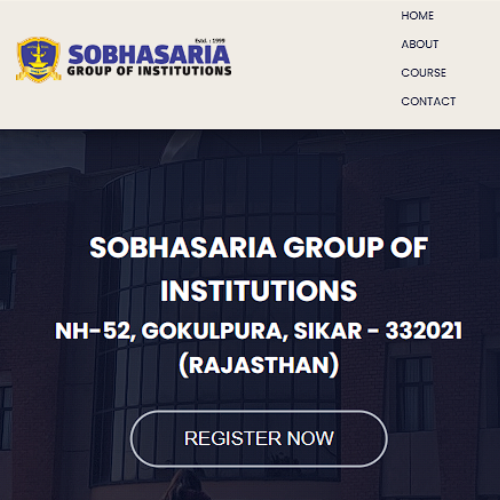 Estd. : 1999
SOBHASARIA
GROUP OF INSTITUTIONS
HOME
ABOUT
COURSE
CONTACT
SOBHASARIA GROUP OF
INSTITUTIONS
NH-52, GOKULPURA, SIKAR - 332021
(RAJASTHAN)
REGISTER NOW